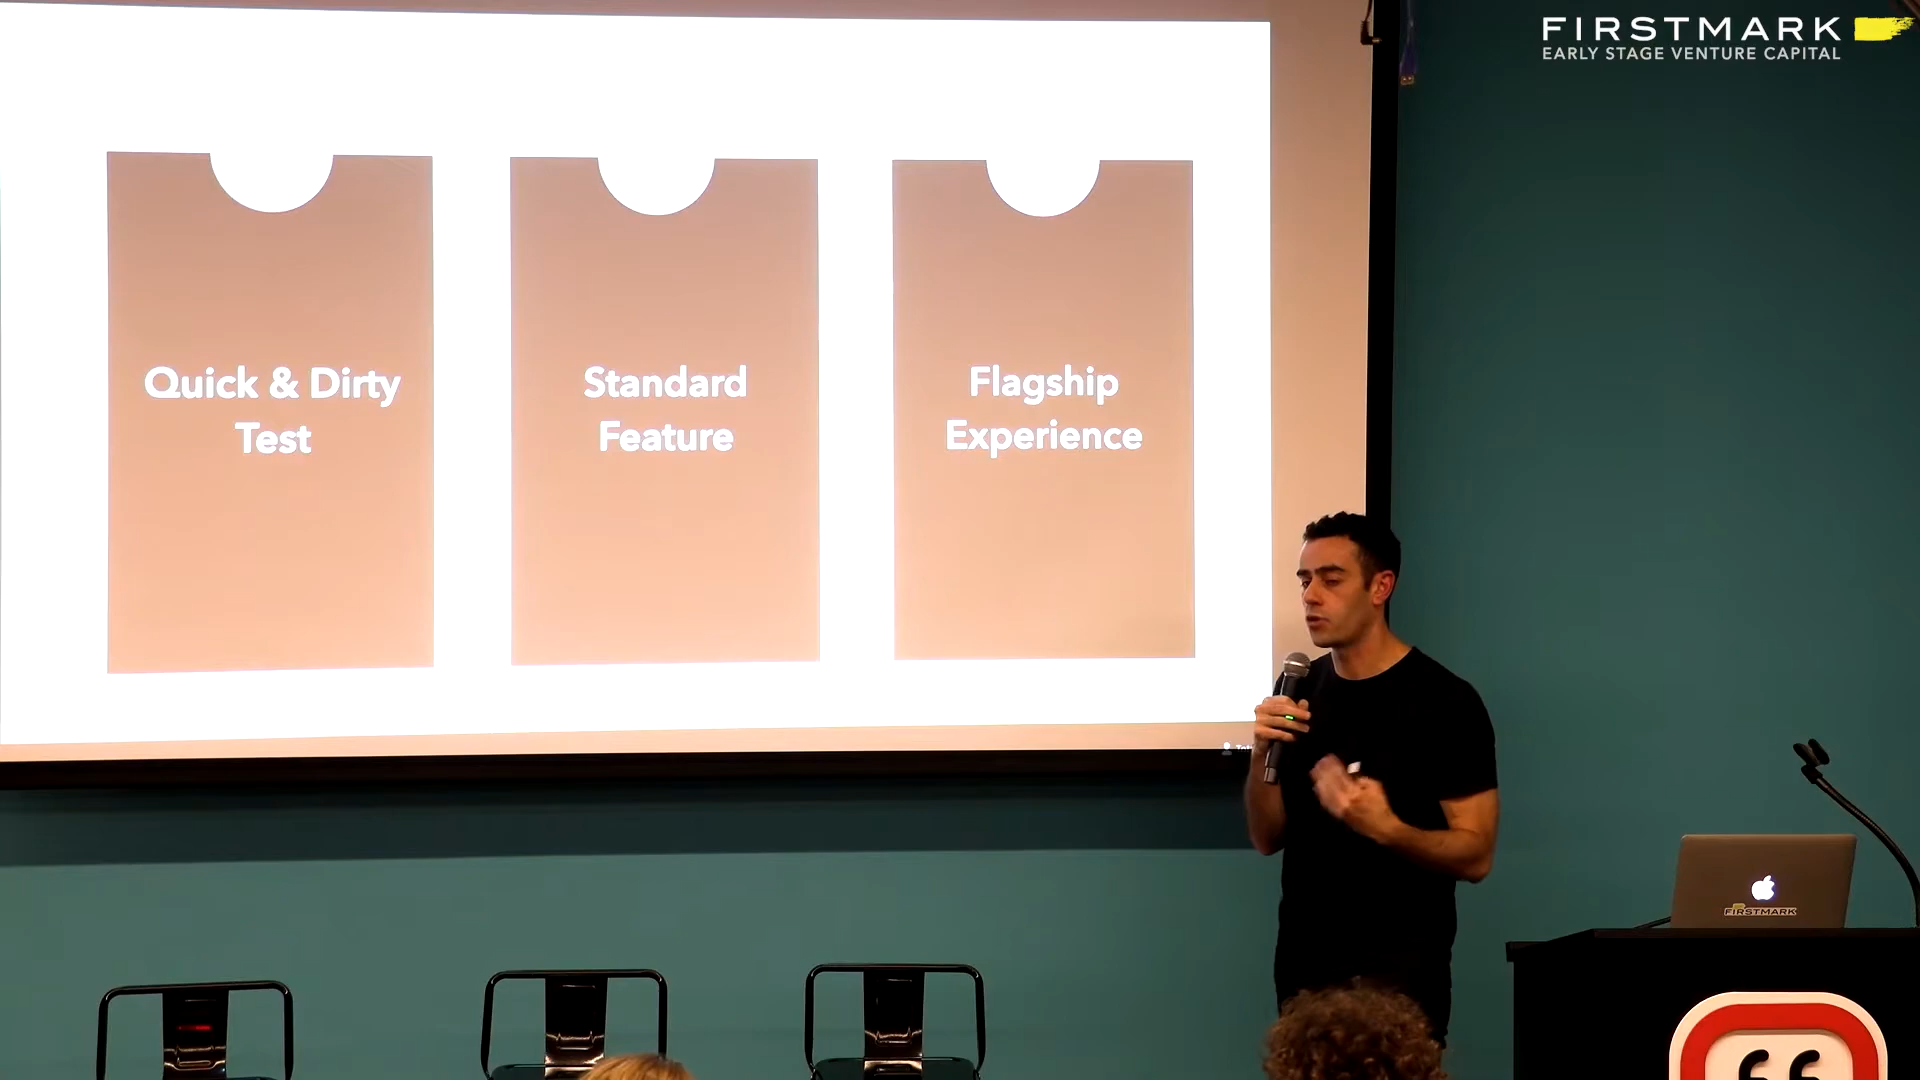 FIRSTMARK
EARLY STAGE VENTURE CAPITAL
Quick & Dirty
Test
Standard
Feature
Flagship
Experience
FIRSTMARK